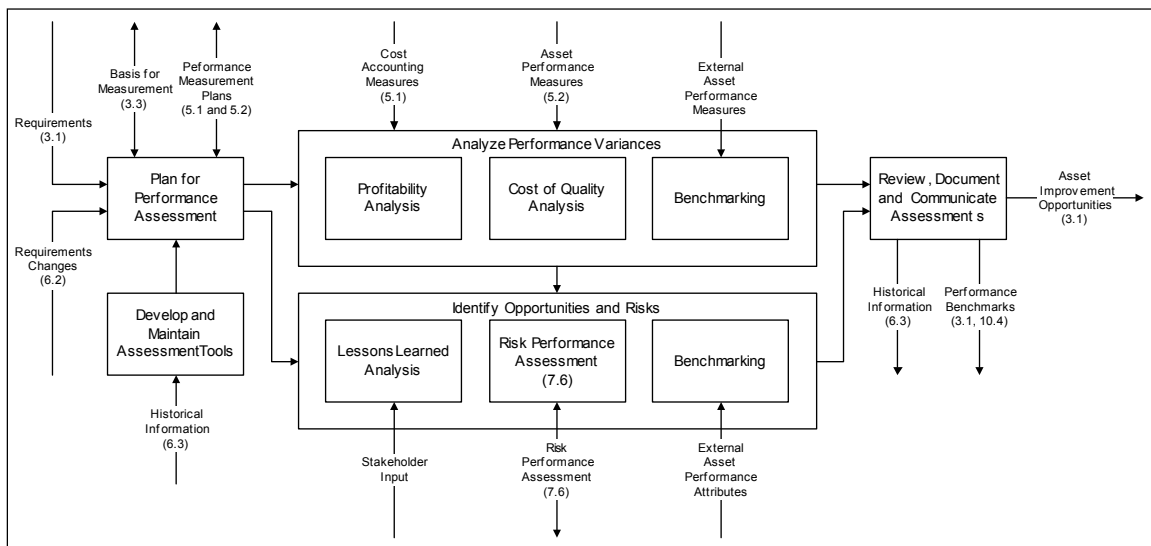 Requirements
(3.1)
Basis for
Measurement
(3.3)
Peformance
Measurement
Plans
(5.1 and 5.2)
Cost
Accounting
Measures
(5.1)
Asset
Performance
Measures
(5.2)
External
Asset
Performance
Measures
Plan for
Performance
Assessment
Analyze Performance Variances
Profitability
Analysis
Cost of Quality
Analysis
Benchmarking
Review, Document
and Communicate
Assessment s
Asset
Improvement
Opportunities
(3.1)
Requirements
Changes
(6.2)
Develop and
Maintain
Assessment Tools
Historical
Information
(6.3)
Identify Opportunities and Risks
Lessons Learned
Analysis
Risk Performance
Assessment
(7.6)
Benchmarking
Historical
Information
(6.3)
Performance
Benchmarks
(3.1, 10.4)
Stakeholder
Input
Risk
Performance
Assessment
(7.6)
External
Asset
Performance
Attributes